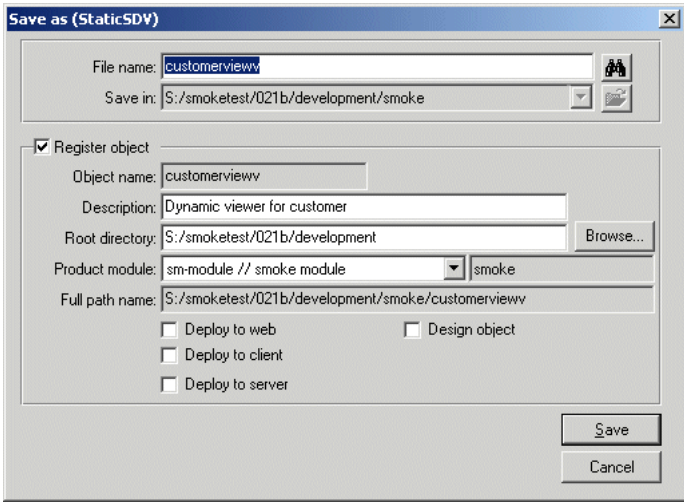 Save as (StaticSDV)
File name: customerviewv
Save in: S:/smoketest/021b/development/smoke
Register object
Object name: customerviewv
Description: Dynamic viewer for customer
Root directory: S:/smoketest/021b/development Browse...
Product module: sm-module // smoke module smoke
Full path name: S:/smoketest/021b/development/smoke/customerviewv
Deploy to web Design object
Deploy to client
Deploy to server
Save
Cancel